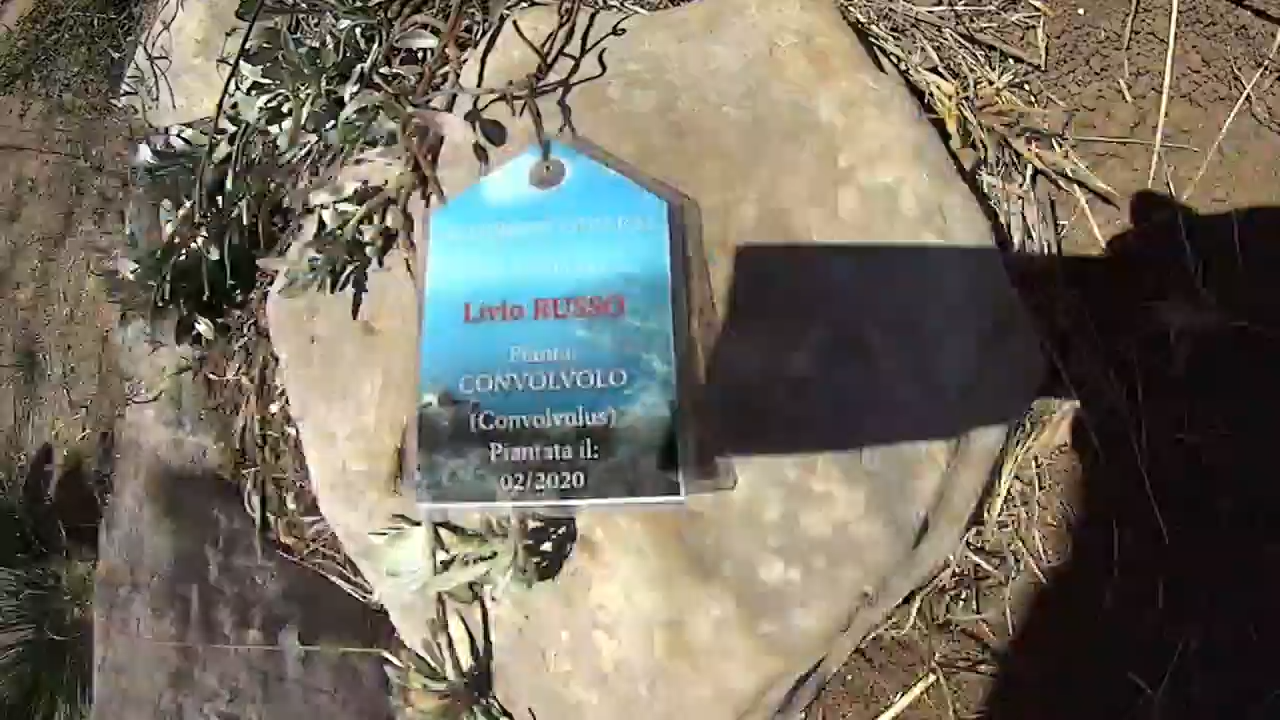 Livio RUSSO
Pianta:
CONVOLVOLO
(Convolvulus)
Piantata il:
02/2020